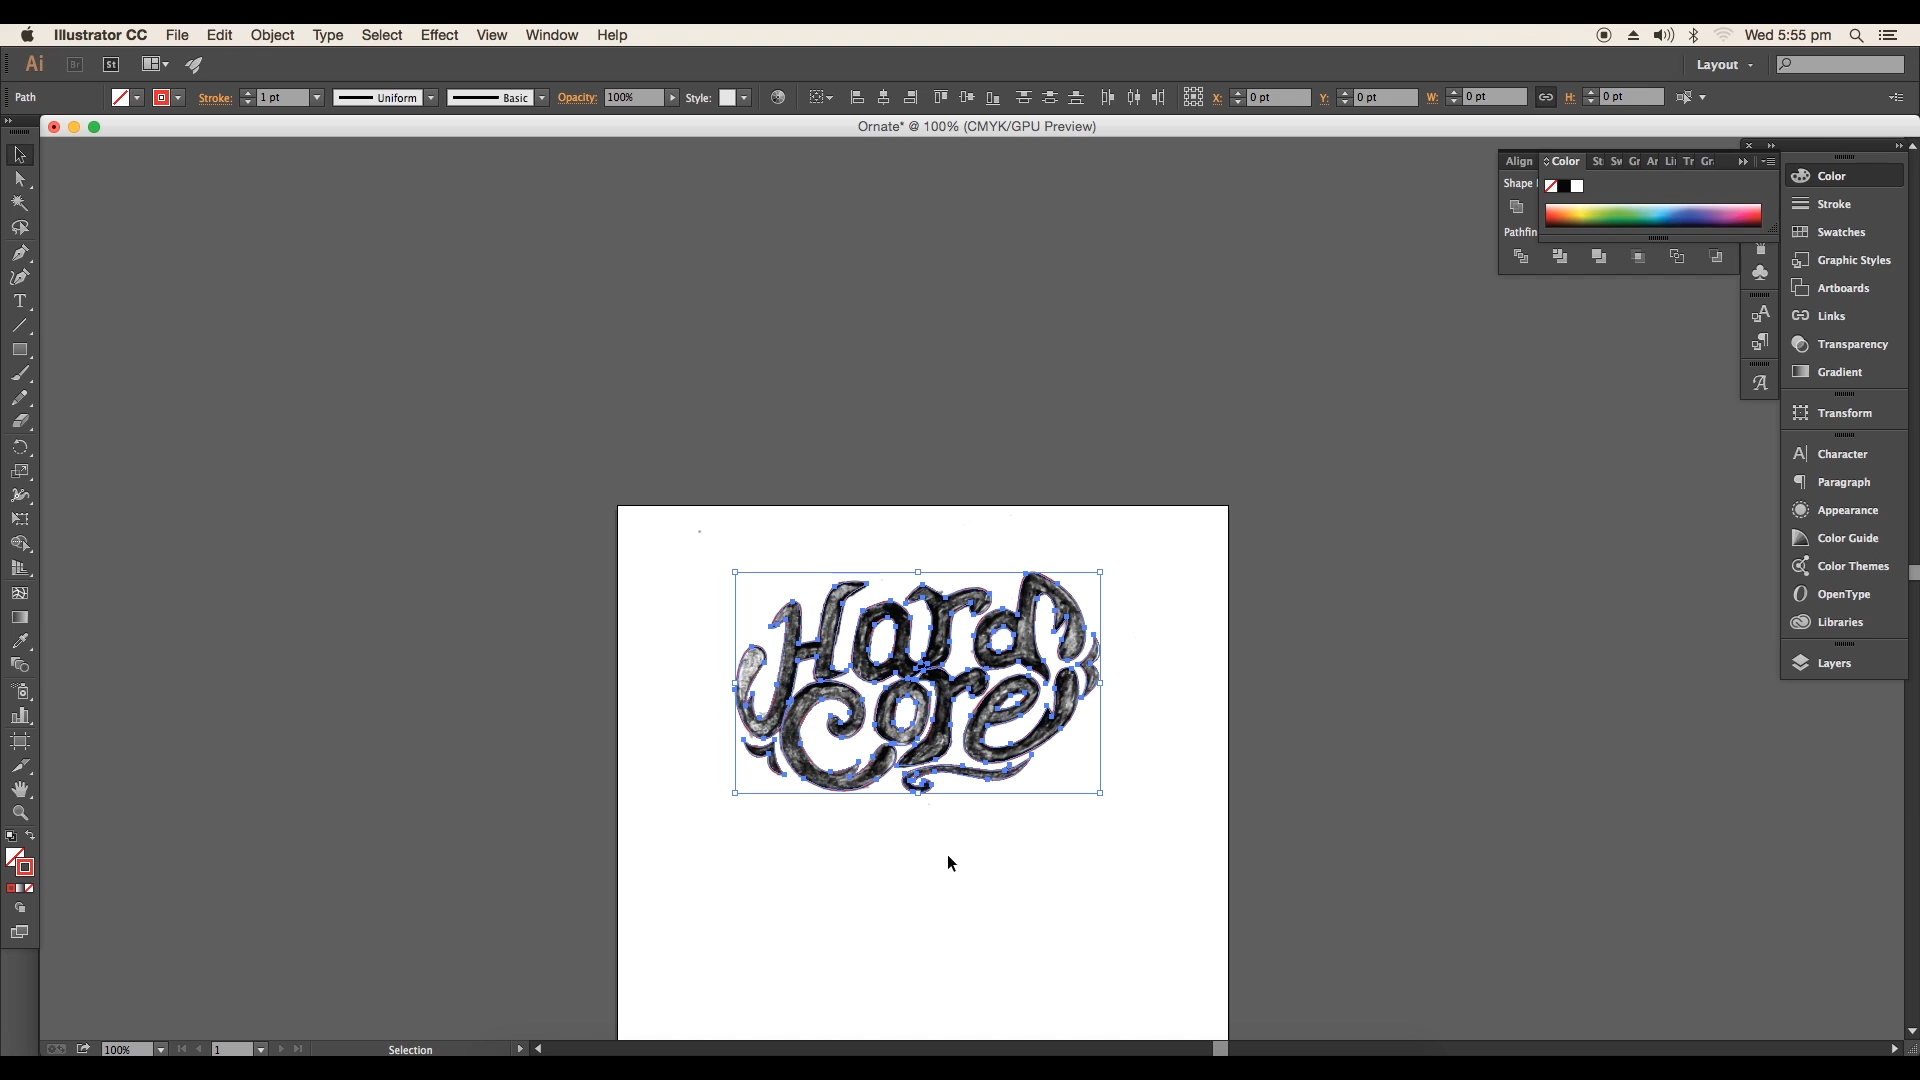 Illustrator CC File Edit Object Type Select Effect View Window Help Wed 5:55 pm
Ai Br St Layout
Path Stroke: 1 pt Uniform Basic Opacity: 100% Style: X: 0 pt Y: 0 pt W: 0 pt H: 0 pt
Ornate* @ 100% (CMYK/GPU Preview)
Align Color St Sw Gr Ar Li Tr Gr
Shape
Pathfin
Color
Stroke
Swatches
Graphic Styles
Artboards
Links
Transparency
Gradient
Transform
Character
Paragraph
Appearance
Color Guide
Color Themes
OpenType
Libraries
Layers
Hard
Core
100% 1 Selection